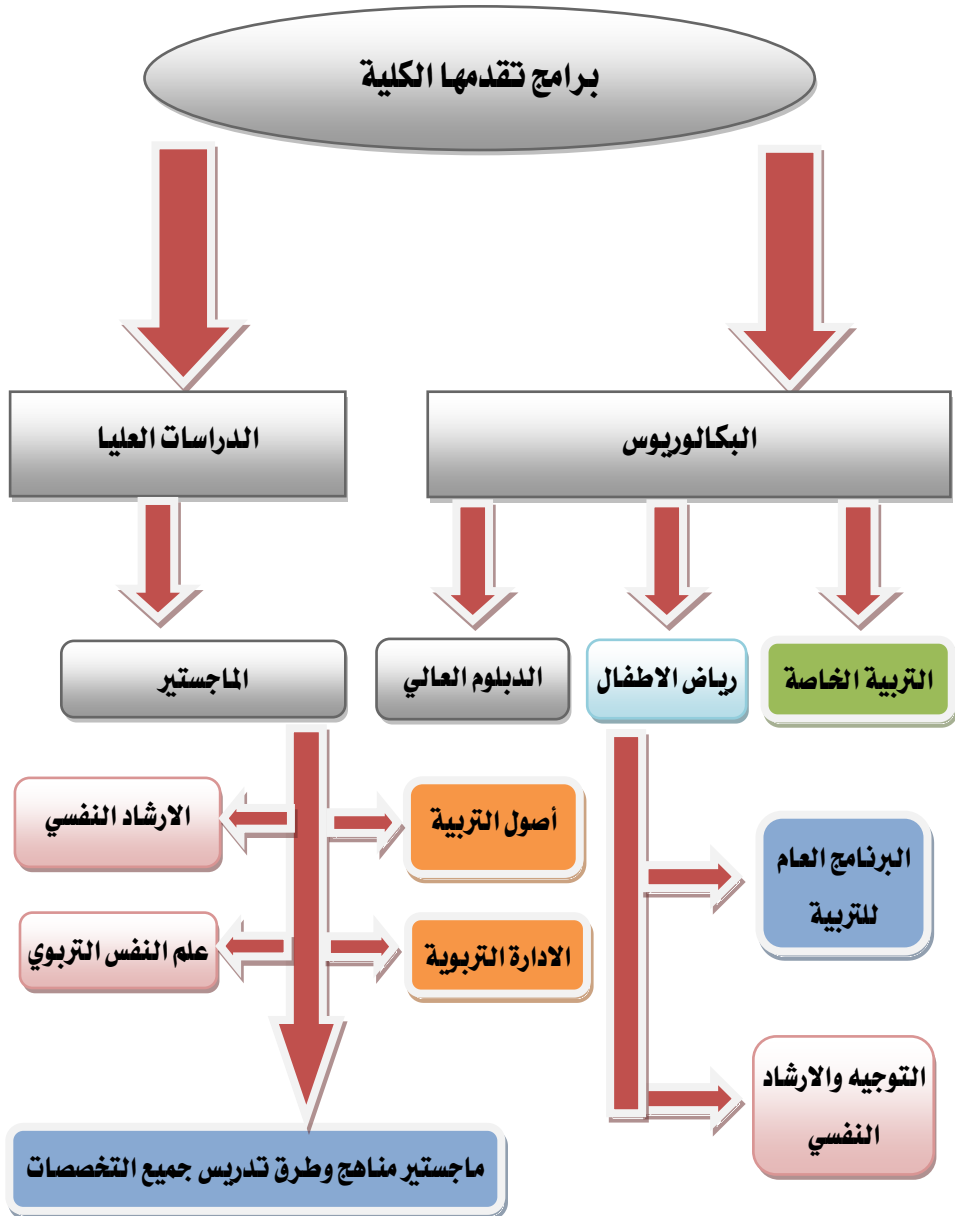 برامج تقدمها الكلية
البكالوريوس
الدراسات العليا
التربية الخاصة
رياض الاطفال
الدبلوم العالي
الماجستير
البرنامج العام
للتربية
التوجيه والارشاد
النفسي
أصول التربية
الارشاد النفسي
الادارة التربوية
علم النفس التربوي
ماجستير مناهج وطرق تدريس جميع التخصصات